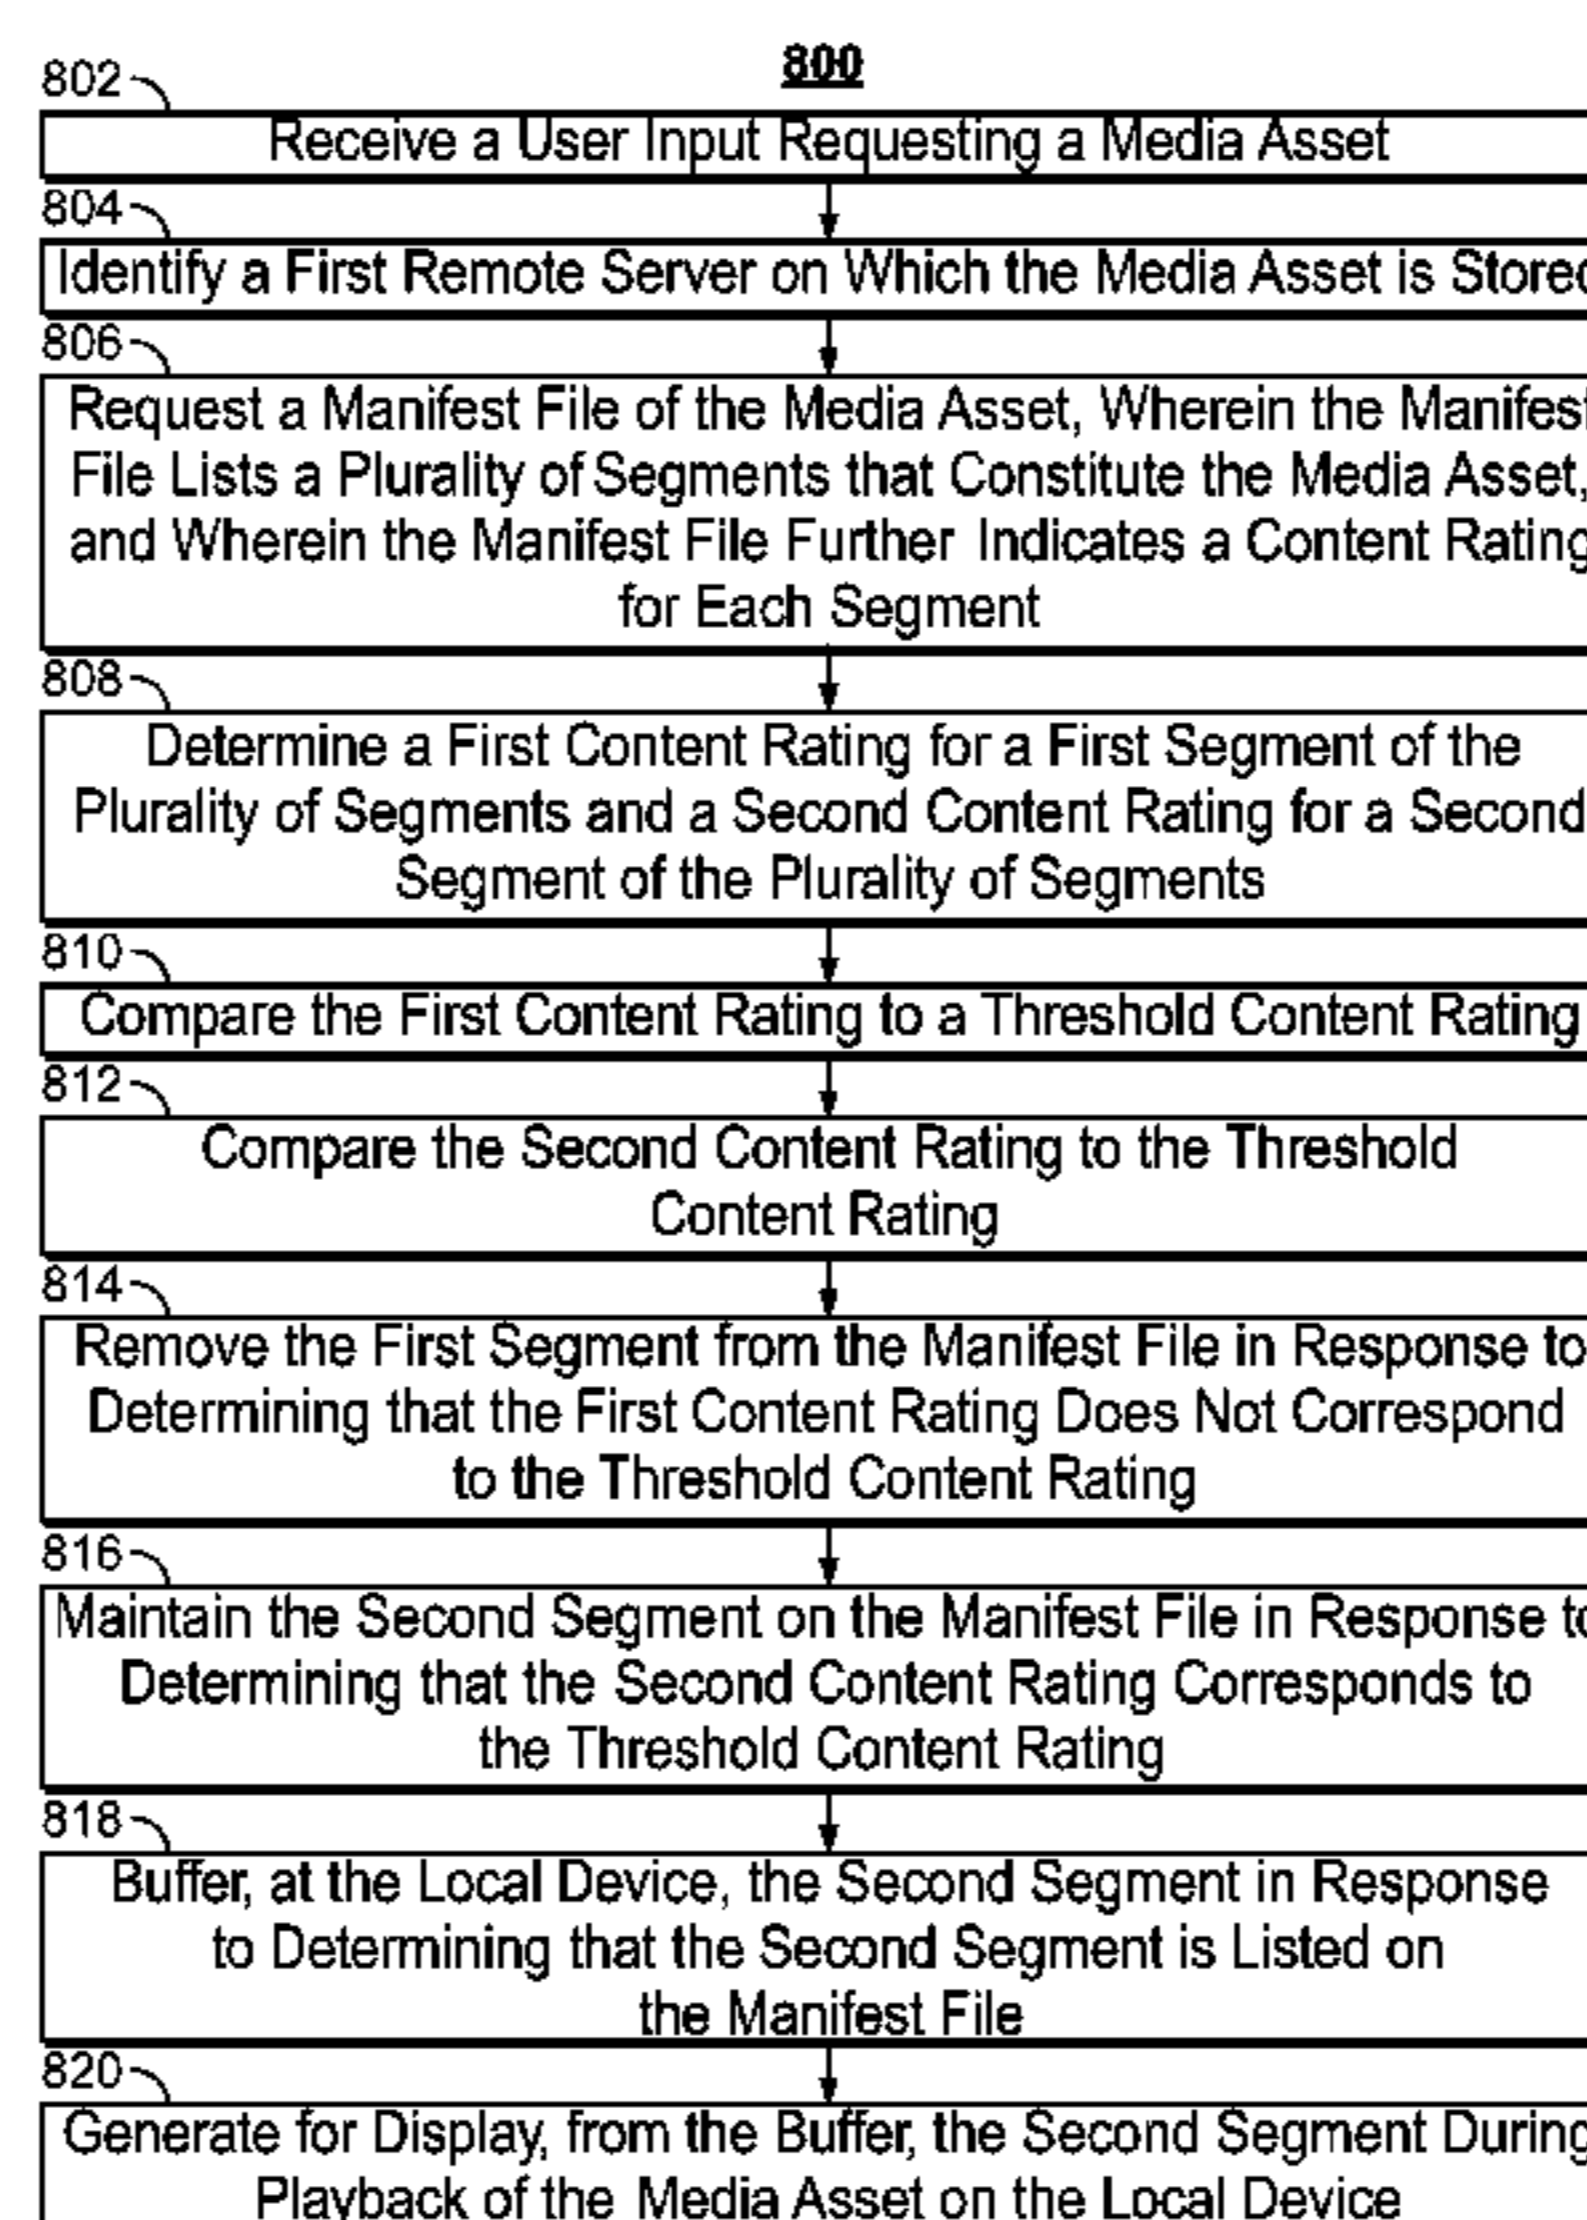 800
802
Receive a User Input Requesting a Media Asset
804
Identify a First Remote Server on Which the Media Asset is Stored
806
Request a Manifest File of the Media Asset, Wherein the Manifest
File Lists a Plurality of Segments that Constitute the Media Asset,
and Wherein the Manifest File Further Indicates a Content Rating
for Each Segment
808
Determine a First Content Rating for a First Segment of the
Plurality of Segments and a Second Content Rating for a Second
Segment of the Plurality of Segments
810
Compare the First Content Rating to a Threshold Content Rating
812
Compare the Second Content Rating to the Threshold
Content Rating
814
Remove the First Segment from the Manifest File in Response to
Determining that the First Content Rating Does Not Correspond
to the Threshold Content Rating
816
Maintain the Second Segment on the Manifest File in Response to
Determining that the Second Content Rating Corresponds to
the Threshold Content Rating
818
Buffer, at the Local Device, the Second Segment in Response
to Determining that the Second Segment is Listed on
the Manifest File
820
Generate for Display, from the Buffer, the Second Segment During
Playback of the Media Asset on the Local Device